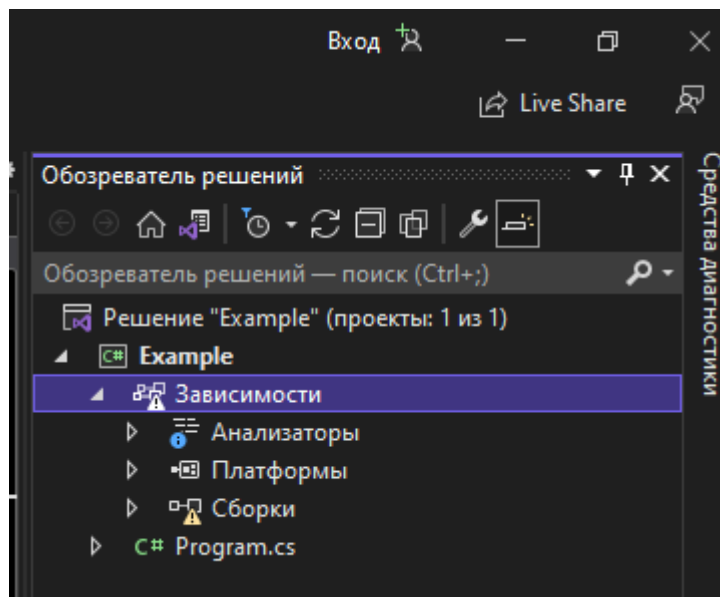 Вход
Live Share
Обозреватель решений
Обозреватель решений — поиск (Ctrl+;)
Решение "Example" (проекты: 1 из 1)
C# Example
Зависимости
Анализаторы
Платформы
Сборки
C# Program.cs
Средства диагностики